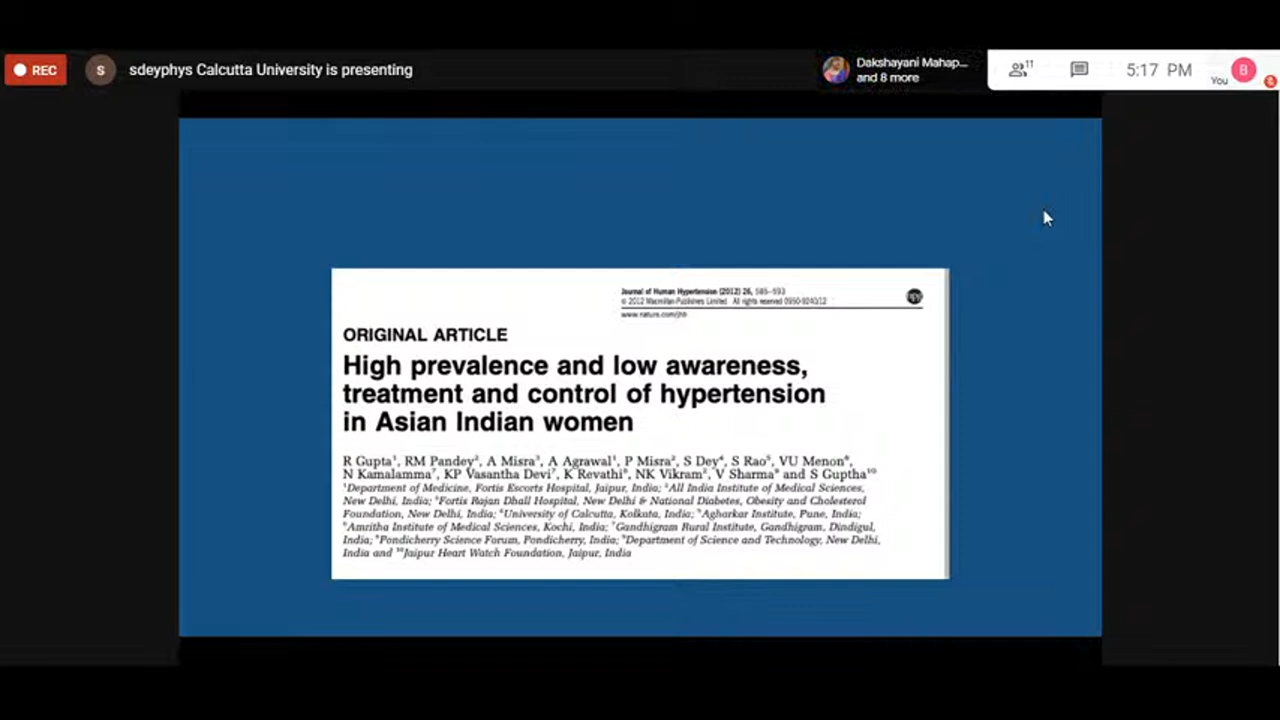 REC
S
sdeyphys Calcutta University is presenting
Dakshayani Mahap...
and 8 more
11
5:17 PM
You
B
Journal of Human Hypertension (2012) 26, 585–593
© 2012 Macmillan Publishers Limited All rights reserved 0950-9240/12
www.nature.com/jhh
ORIGINAL ARTICLE
High prevalence and low awareness,
treatment and control of hypertension
in Asian Indian women
R Gupta¹, RM Pandey², A Misra³, A Agrawal¹, P Misra², S Dey⁴, S Rao⁵, VU Menon⁶,
N Kamalamma⁷, KP Vasantha Devi⁷, K Revathi⁸, NK Vikram², V Sharma⁹ and S Guptha¹⁰
¹Department of Medicine, Fortis Escorts Hospital, Jaipur, India; ²All India Institute of Medical Sciences,
New Delhi, India; ³Fortis Rajan Dhall Hospital, New Delhi & National Diabetes, Obesity and Cholesterol
Foundation, New Delhi, India; ⁴University of Calcutta, Kolkata, India; ⁵Agharkar Institute, Pune, India;
⁶Amritha Institute of Medical Sciences, Kochi, India; ⁷Gandhigram Rural Institute, Gandhigram, Dindigul,
India; ⁸Pondicherry Science Forum, Pondicherry, India; ⁹Department of Science and Technology, New Delhi,
India and ¹⁰Jaipur Heart Watch Foundation, Jaipur, India